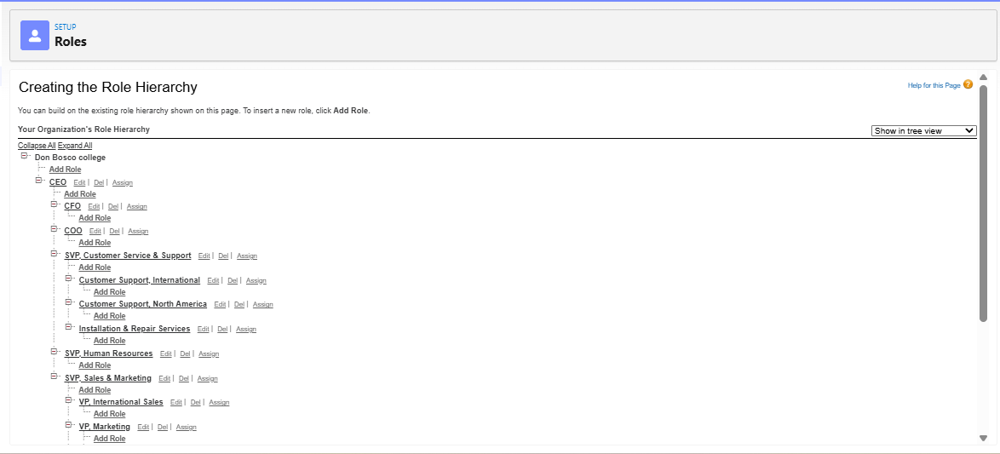 SETUP
Roles
Creating the Role Hierarchy
Help for this Page ?
You can build on the existing role hierarchy shown on this page. To insert a new role, click Add Role.
Your Organization's Role Hierarchy
Show in tree view
Collapse All Expand All
Don Bosco college
Add Role
CEO Edit | Del | Assign
Add Role
CFO Edit | Del | Assign
Add Role
COO Edit | Del | Assign
Add Role
SVP, Customer Service & Support Edit | Del | Assign
Add Role
Customer Support, International Edit | Del | Assign
Add Role
Customer Support, North America Edit | Del | Assign
Add Role
Installation & Repair Services Edit | Del | Assign
Add Role
SVP, Human Resources Edit | Del | Assign
Add Role
SVP, Sales & Marketing Edit | Del | Assign
Add Role
VP, International Sales Edit | Del | Assign
Add Role
VP, Marketing Edit | Del | Assign
Add Role